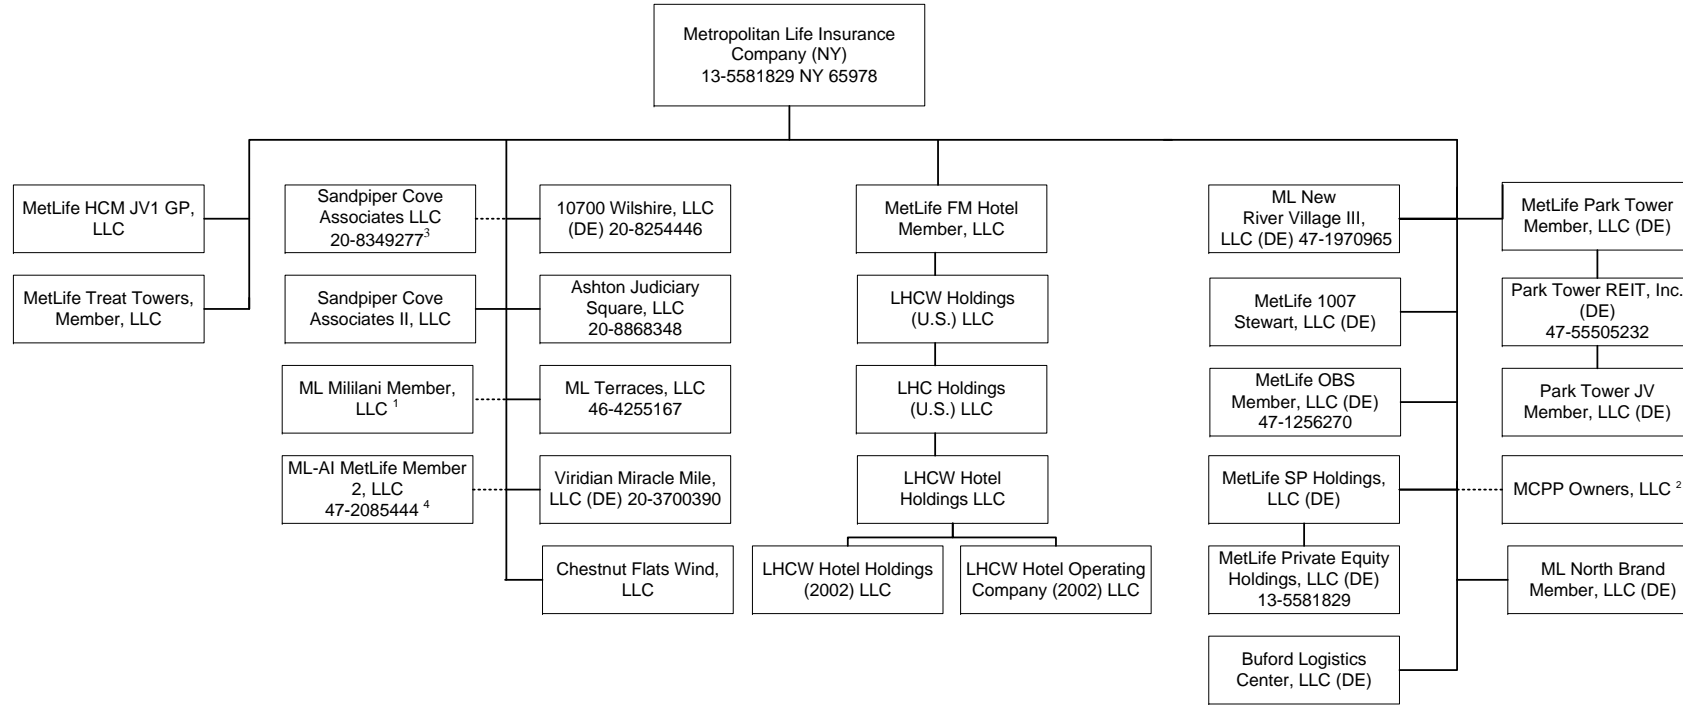 Metropolitan Life Insurance
Company (NY)
13-5581829 NY 65978
MetLife HCM JV1 GP,
LLC
MetLife Treat Towers,
Member, LLC
Sandpiper Cove
Associates LLC
20-8349277 3
Sandpiper Cove
Associates II, LLC
ML Mililani Member,
LLC 1
ML-AI MetLife Member
2, LLC
47-2085444 4
10700 Wilshire, LLC
(DE) 20-8254446
Ashton Judiciary
Square, LLC
20-8868348
ML Terraces, LLC
46-4255167
Viridian Miracle Mile,
LLC (DE) 20-3700390
Chestnut Flats Wind,
LLC
MetLife FM Hotel
Member, LLC
LHCW Holdings
(U.S.) LLC
LHC Holdings
(U.S.) LLC
LHCW Hotel
Holdings LLC
LHCW Hotel Holdings
(2002) LLC
LHCW Hotel Operating
Company (2002) LLC
ML New
River Village III,
LLC (DE) 47-1970965
MetLife 1007
Stewart, LLC (DE)
MetLife OBS
Member, LLC (DE)
47-1256270
MetLife SP Holdings,
LLC (DE)
MetLife Private Equity
Holdings, LLC (DE)
13-5581829
Buford Logistics
Center, LLC (DE)
MetLife Park Tower
Member, LLC (DE)
Park Tower REIT, Inc.
(DE)
47-55505232
Park Tower JV
Member, LLC (DE)
MCPP Owners, LLC 2
ML North Brand
Member, LLC (DE)